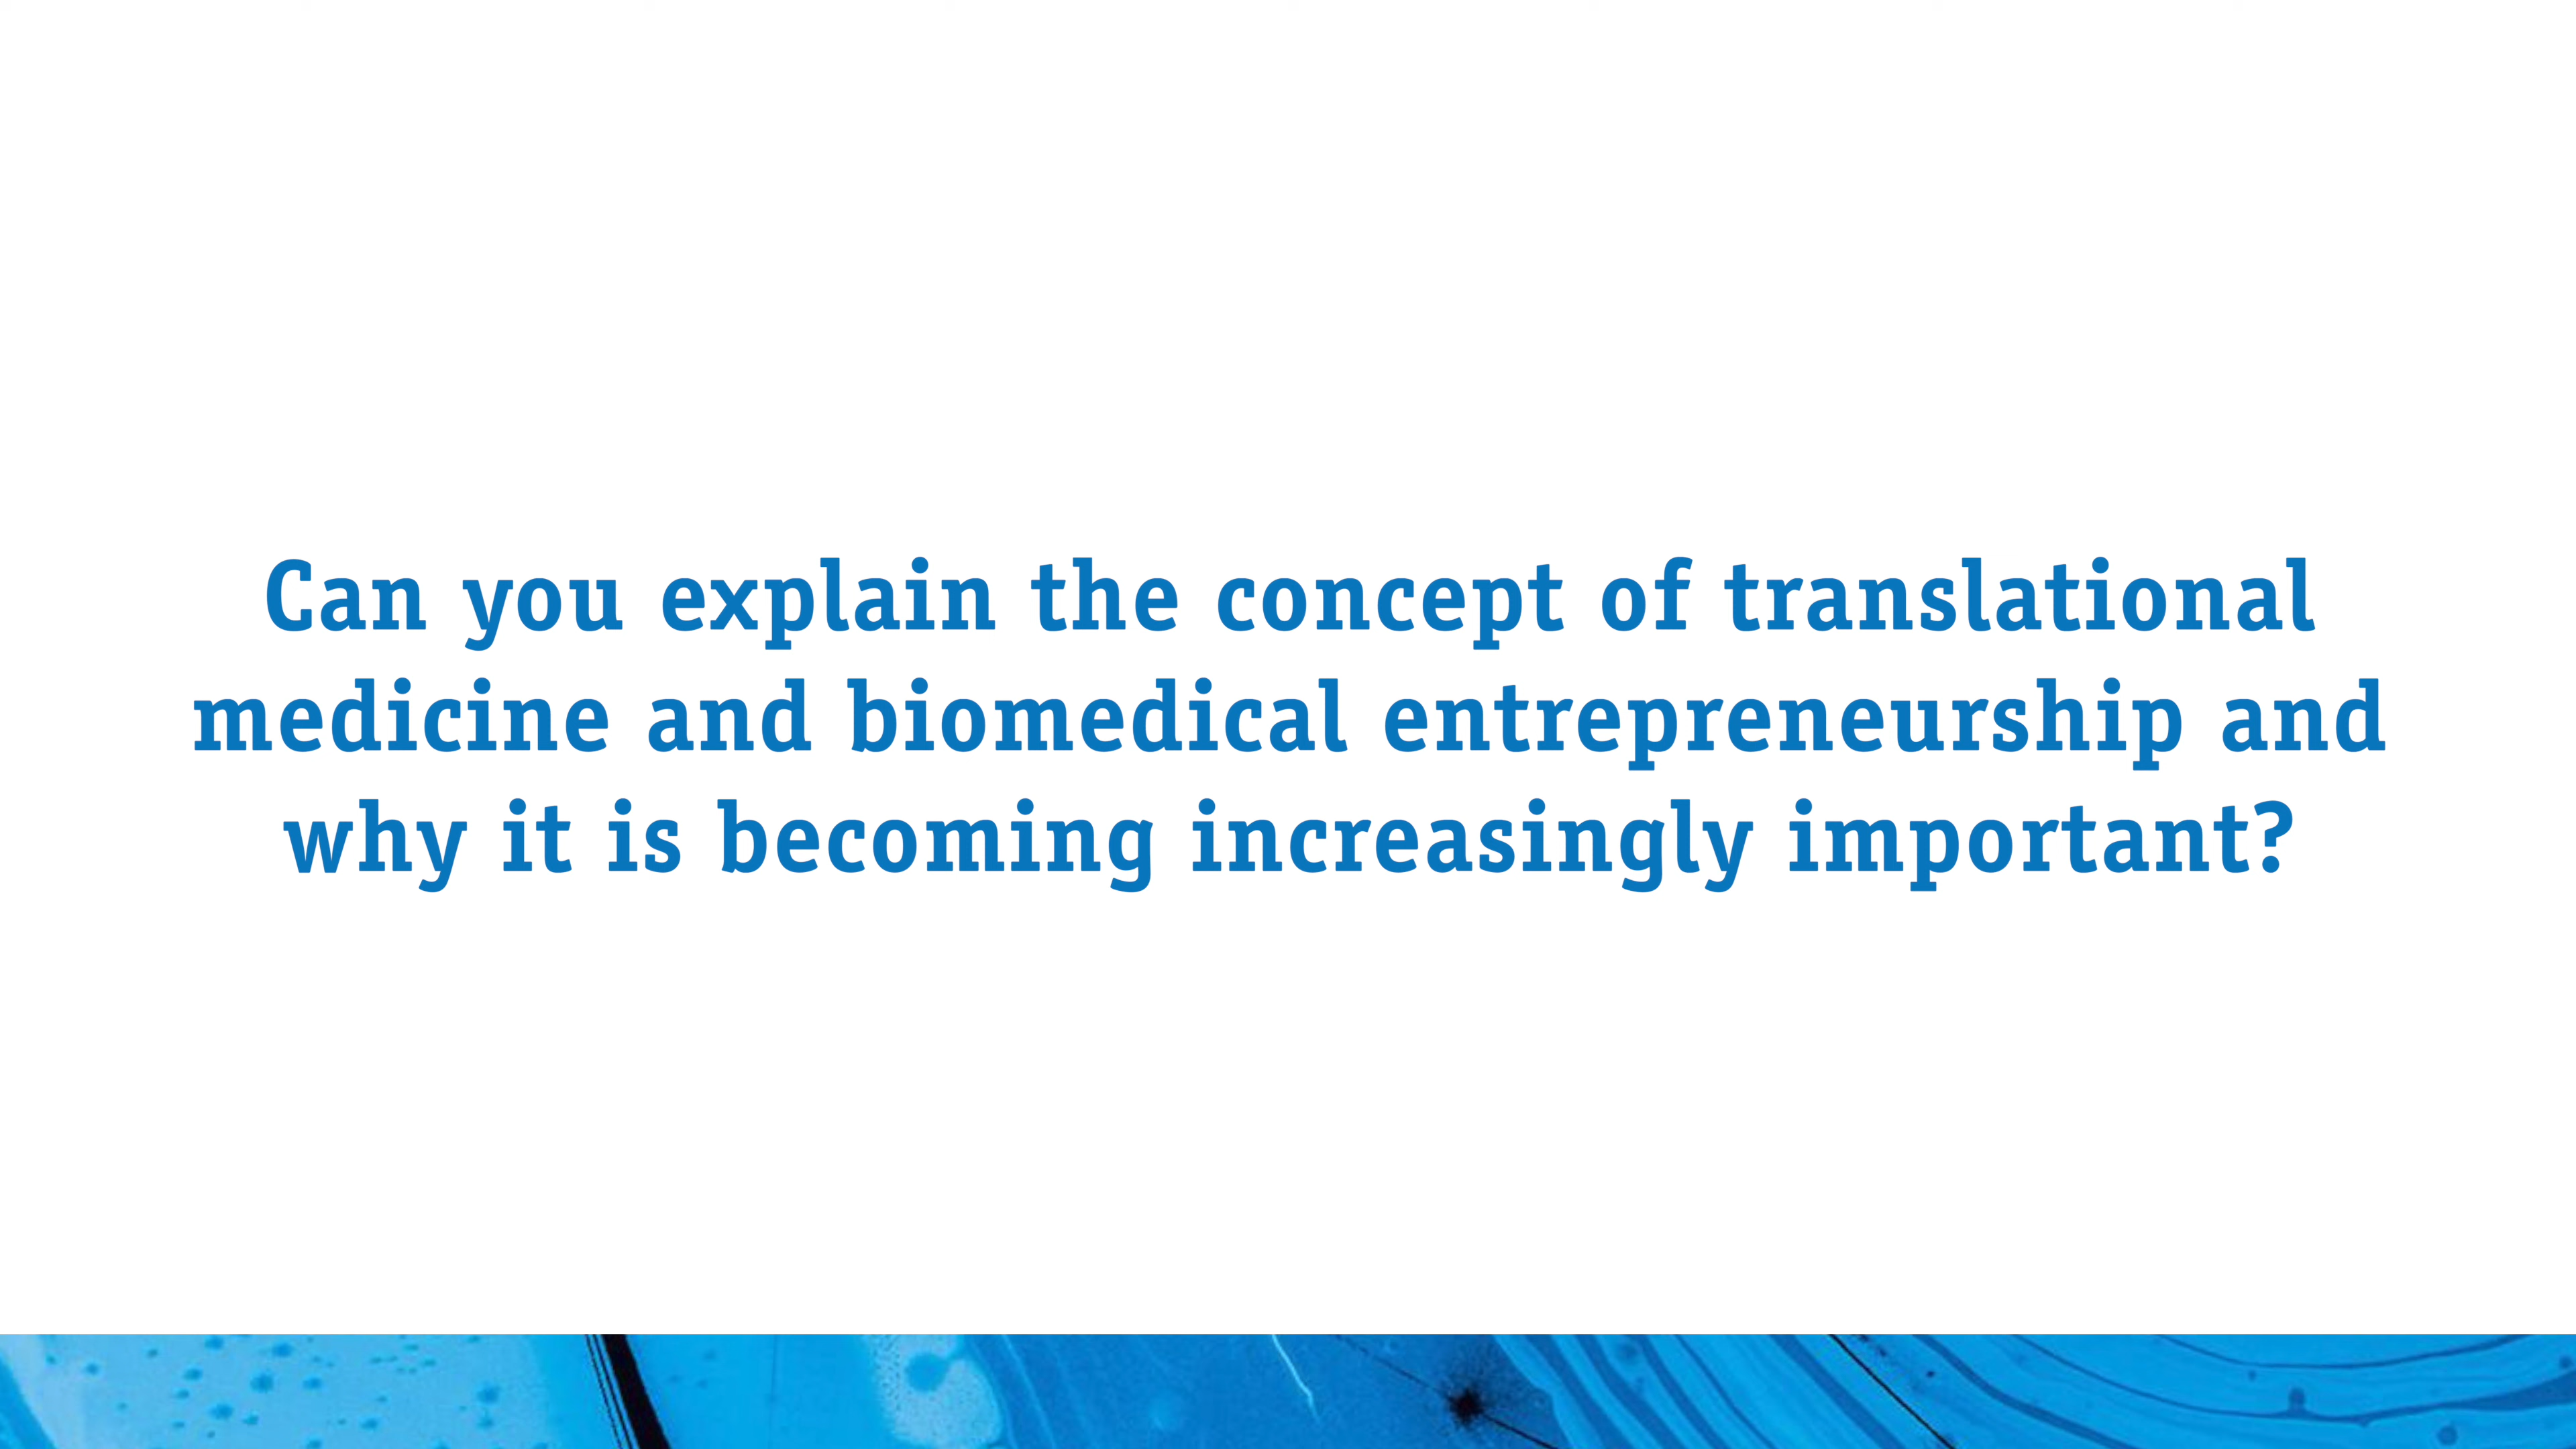 Can you explain the concept of translational
medicine and biomedical entrepreneurship and
why it is becoming increasingly important?